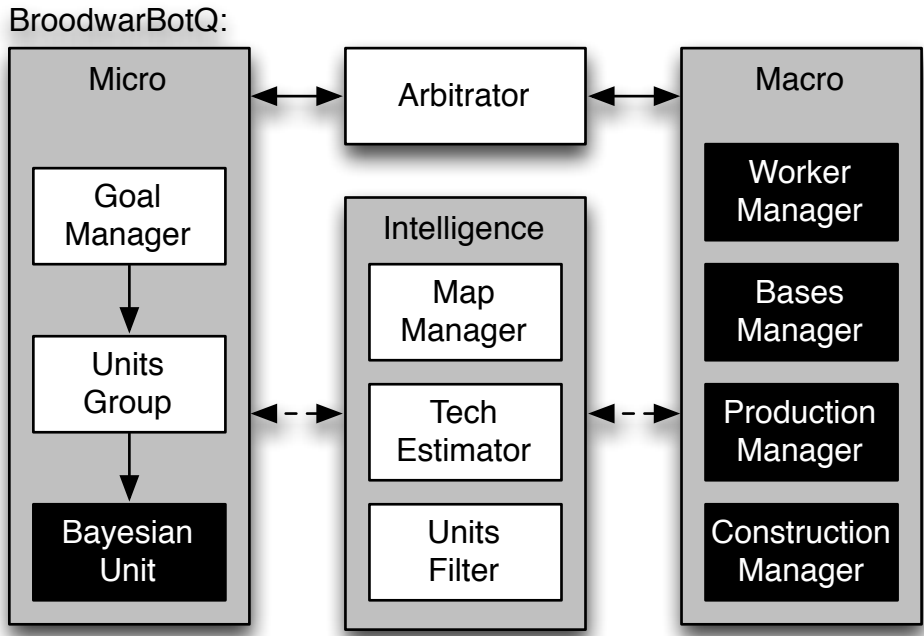 BroodwarBotQ:
Micro
Goal
Manager
Units
Group
Bayesian
Unit
Arbitrator
Intelligence
Map
Manager
Tech
Estimator
Units
Filter
Macro
Worker
Manager
Bases
Manager
Production
Manager
Construction
Manager